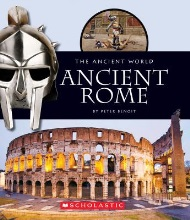 THE ANCIENT WORLD
ANCIENT
ROME
BY PETER BENOIT
SCHOLASTIC